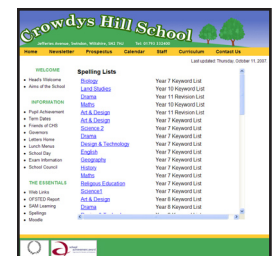 Crowdys Hill School
Jefferies Avenue, Swindon, Wiltshire, SN2 7HJ Tel: 01793 332400
Home Newsletter Prospectus Calendar Staff Curriculum Contact Us
Last updated: Thursday, October 11, 2007
WELCOME
Head's Welcome
Aims of the School
INFORMATION
Pupil Achievement
Term Dates
Friends of CHS
Governors
Letters Home
Lunch Menus
School Day
Exam Information
School Council
THE ESSENTIALS
Web Links
OFSTED Report
SAM Learning
Spellings
Moodle
Spelling Lists
Biology Year 7 Keyword List
Land Studies Year 10 Keyword List
Drama Year 11 Revision List
Maths Year 10 Keyword List
Art & Design Year 11 Revision List
Art & Design Year 7 Keyword List
Science 2 Year 7 Keyword List
Drama Year 7 Keyword List
Design & Technology Year 7 Keyword List
English Year 7 Keyword List
Geography Year 7 Keyword List
History Year 7 Keyword List
Maths Year 7 Keyword List
Religious Education Year 7 Keyword List
Science1 Year 7 Keyword List
Art & Design Year 8 Keyword List
Drama Year 8 Keyword List